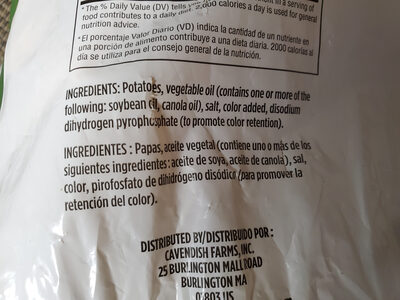 * The % Daily Value (DV) tells you in a serving of
food contributes to a daily diet. 2,000 calories a day is used for general
nutrition advice.
* El porcentaje Valor Diario (VD) indica la cantidad de un nutriente en
una porción de alimento contribuye a una dieta diaria. 2000 calorías al
día se utiliza para el consejo general de la nutrición.
INGREDIENTS: Potatoes, vegetable oil (contains one or more of the
following: soybean oil, canola oil), salt, color added, disodium
dihydrogen pyrophosphate (to promote color retention).
INGREDIENTES : Papas, aceite vegetal (contiene uno o más de los
siguientes ingredientes: aceite de soya, aceite de canola), sal,
color, pirofosfato de dihidrógeno disódico (para promover la
retención del color).
DISTRIBUTED BY/DISTRIBUIDO POR :
CAVENDISH FARMS, INC.
25 BURLINGTON MALL ROAD
BURLINGTON MA
01803 US